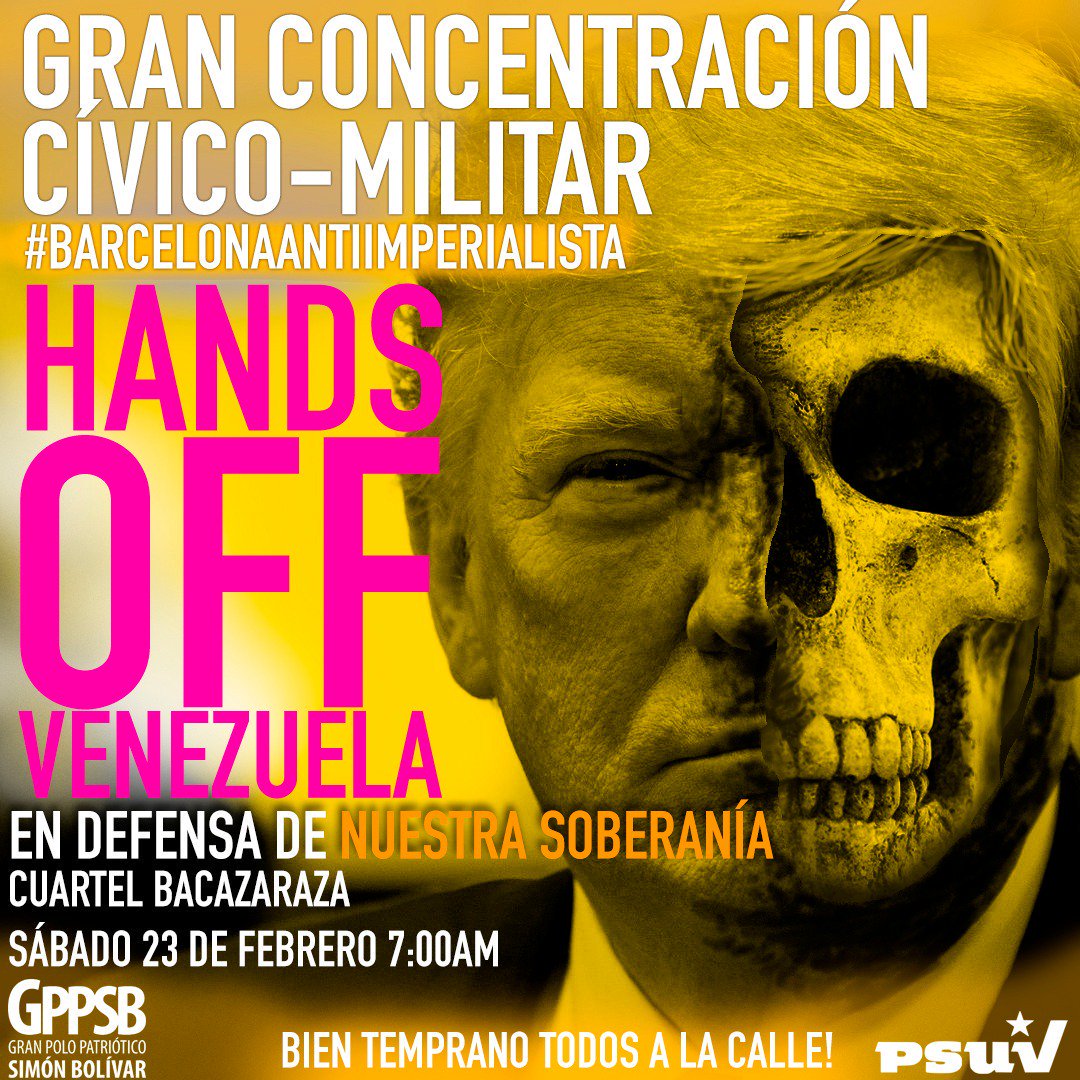 GRAN CONCENTRACIÓN
CÍVICO-MILITAR
#BARCELONAANTIIMPERIALISTA
HANDS
OFF
VENEZUELA
EN DEFENSA DE NUESTRA SOBERANÍA
CUARTEL BACAZARAZA
SÁBADO 23 DE FEBRERO 7:00AM
GPPSB
GRAN POLO PATRIÓTICO
SIMÓN BOLÍVAR
BIEN TEMPRANO TODOS A LA CALLE!
PSUV